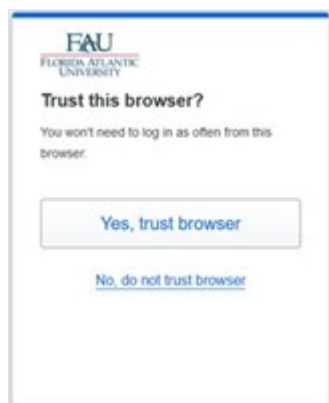 FAU
FLORIDA ATLANTIC
UNIVERSITY
Trust this browser?
You won't need to log in as often from this
browser.
Yes, trust browser
No, do not trust browser